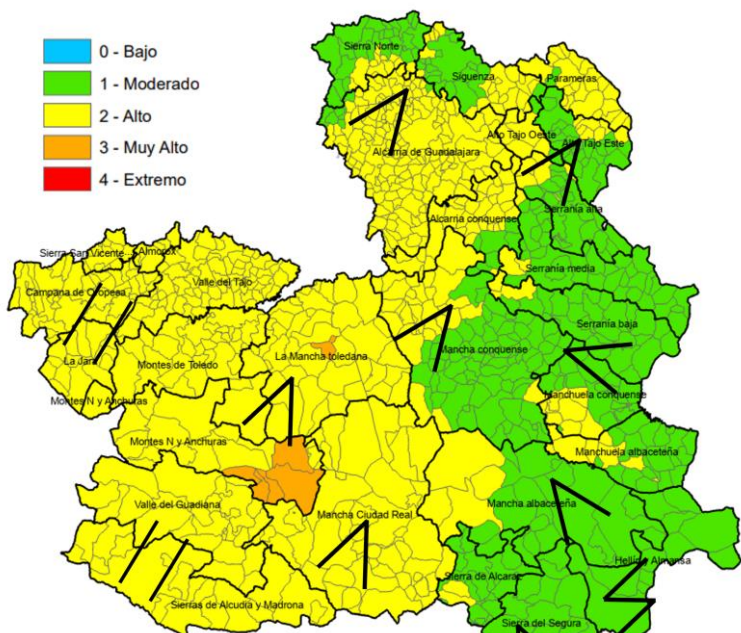 0 - Bajo
1 - Moderado
2 - Alto
3 - Muy Alto
4 - Extremo
Sierra Norte
Sigüenza
Parameras
Alcarria de Guadalajara
Alto Tajo Oeste
Alto Tajo Este
Alcarria conquense
Serranía alta
Sierra San Vicente
Almorox
Serranía media
Campana de Oropesa
Valle del Tajo
Serranía baja
La Jara
Montes de Toledo
La Mancha toledana
Mancha conquense
Montes N y Anchuras
Manchuela conquense
Montes N y Anchuras
Manchuela albaceteña
Valle del Guadiana
Mancha Ciudad Real
Mancha albaceteña
Hellín y Almansa
Sierra de Alcaraz
Sierras de Alcudia y Madrona
Sierra del Segura